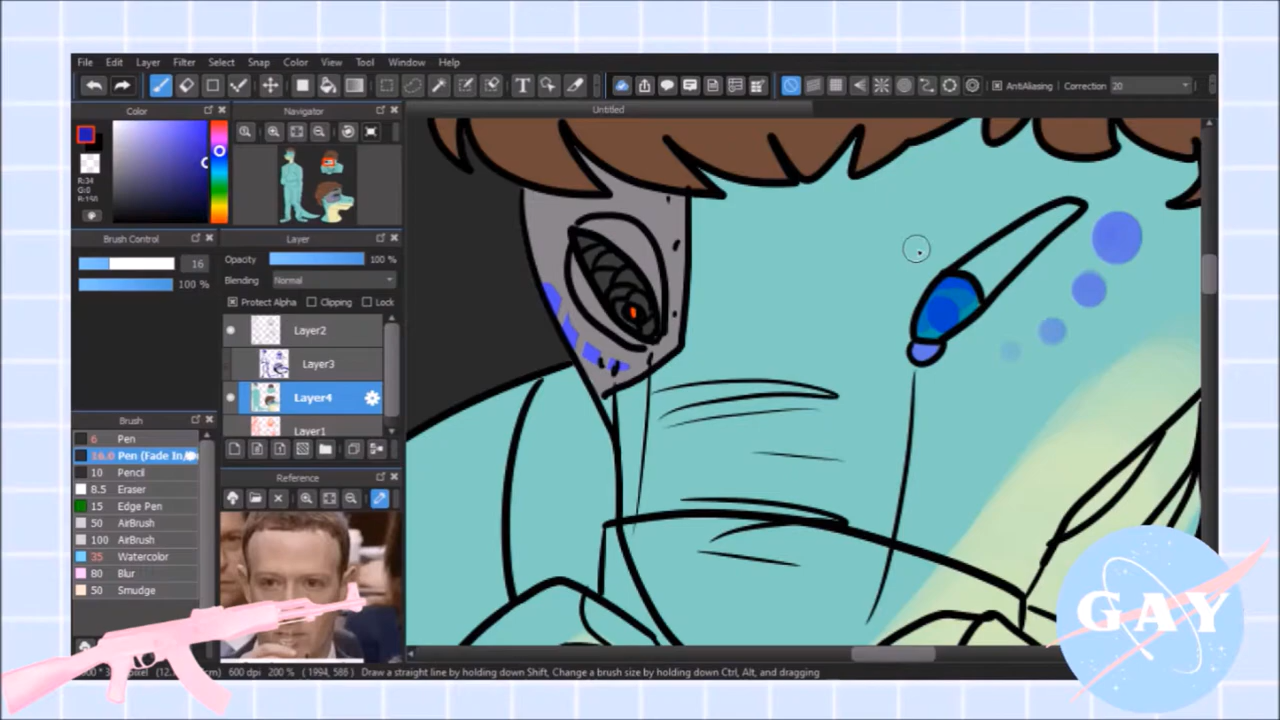 File Edit Layer Filter Select Snap Color View Tool Window Help
AntiAliasing Correction 20
Color
Navigator
Untitled
R:34
G:6
Brush Control
16
100 %
Layer
Opacity 100 %
Blending Normal
Protect Alpha Clipping Lock
Layer2
Layer3
Layer4
Layer1
Brush
6 Pen
16.0 Pen (Fade In/
10 Pencil
8.5 Eraser
15 Edge Pen
50 AirBrush
100 AirBrush
35 Watercolor
80 Blur
50 Smudge
Reference
600 dpi 200 % ( 1994, 586 ) Draw a straight line by holding down Shift, Change a brush size by holding down Ctrl, Alt, and dragging
GAY